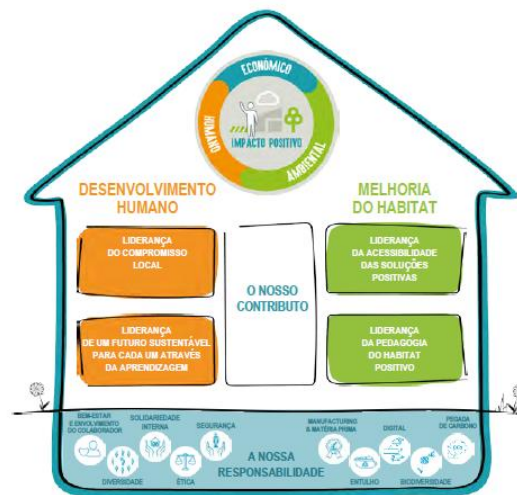 ECONÓMICO
HUMANO
IMPACTO POSITIVO
AMBIENTAL
DESENVOLVIMENTO
HUMANO
MELHORIA
DO HABITAT
LIDERANÇA
DO COMPROMISSO
LOCAL
LIDERANÇA
DE UM FUTURO SUSTENTÁVEL
PARA CADA UM ATRAVÉS
DA APRENDIZAGEM
O NOSSO
CONTRIBUTO
LIDERANÇA
DA ACESSIBILIDADE
DAS SOLUÇÕES
POSITIVAS
LIDERANÇA
DA PEDAGOGIA
DO HABITAT
POSITIVO
BEM-ESTAR
E ENVOLVIMENTO
DO COLABORADOR
DIVERSIDADE
SOLIDARIEDADE
INTERNA
ÉTICA
SEGURANÇA
A NOSSA
RESPONSABILIDADE
MANUFACTURING
& MATÉRIA PRIMA
ENTULHO
DIGITAL
BIODIVERSIDADE
PEGADA
DE CARBONO